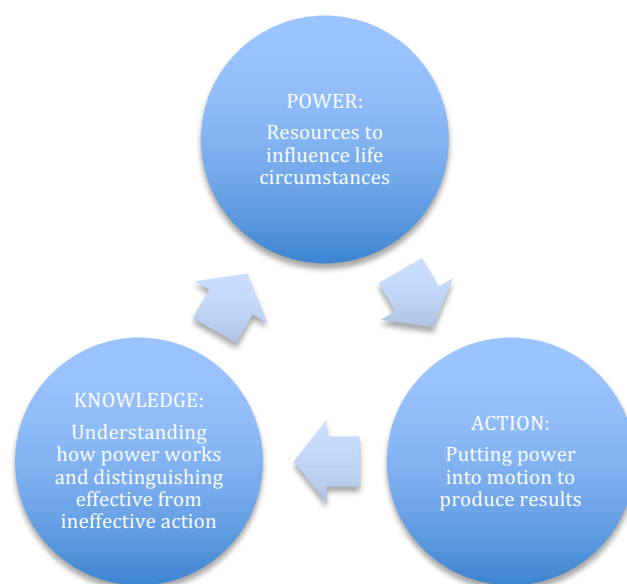 POWER:
Resources to
influence life
circumstances
ACTION:
Putting power
into motion to
produce results
KNOWLEDGE:
Understanding
how power works
and distinguishing
effective from
ineffective action